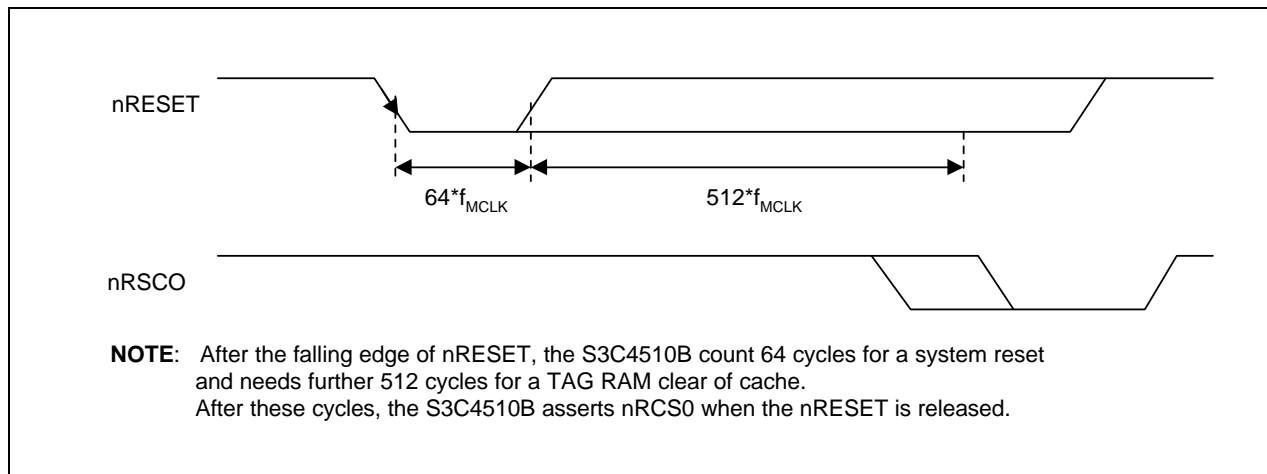 nRESET
64*fMCLK
512*fMCLK
nRSCO
NOTE: After the falling edge of nRESET, the S3C4510B count 64 cycles for a system reset
and needs further 512 cycles for a TAG RAM clear of cache.
After these cycles, the S3C4510B asserts nRCS0 when the nRESET is released.